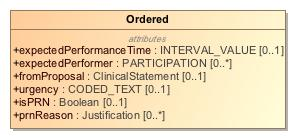 Ordered
attributes
+expectedPerformanceTime : INTERVAL_VALUE [0..1]
+expectedPerformer : PARTICIPATION [0..*]
+fromProposal : ClinicalStatement [0..1]
+urgency : CODED_TEXT [0..1]
+isPRN : Boolean [0..1]
+prnReason : Justification [0..*]